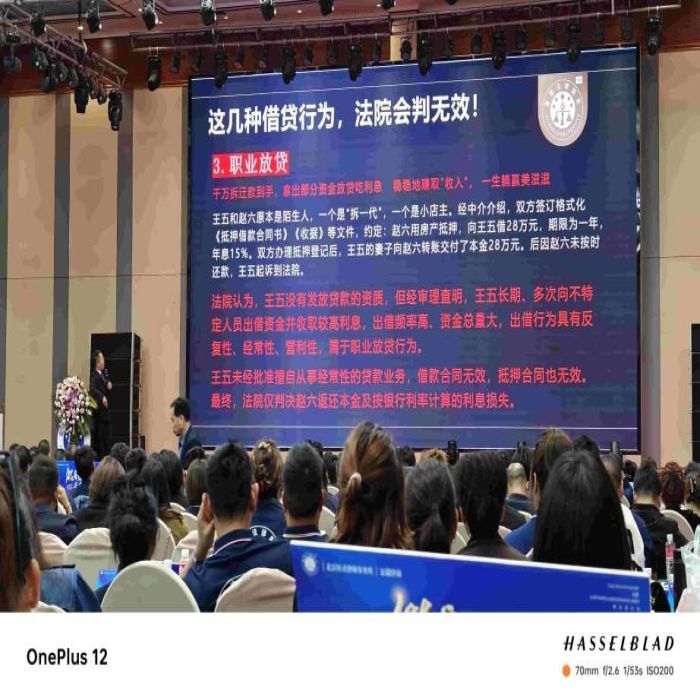 这几种借贷行为，法院会判无效！
3. 职业放贷
千万拆迁款到手，拿出部分资金放贷吃利息　稳稳地赚取"收入"，一生躺赢美滋滋
王五和赵六原本是陌生人，一个是"拆一代"，一个是小店主。经中介介绍，双方签订格式化
《抵押借款合同书》《收据》等文件，约定：赵六用房产抵押，向王五借28万元，期限为一年，
年息15%。双方办理抵押登记后，王五的妻子向赵六转账交付了本金28万元。后因赵六未按时
还款，王五起诉到法院。
法院认为，王五没有发放贷款的资质，但经审理查明，王五长期、多次向不特
定人员出借资金并收取较高利息，出借频率高、资金总量大，出借行为具有反
复性、经常性、营利性，属于职业放贷行为。
王五未经批准擅自从事经常性的贷款业务，借款合同无效，抵押合同也无效。
最终，法院仅判决赵六返还本金及按银行利率计算的利息损失。
OnePlus 12
HASSELBLAD
70mm f/2.6 1/53s ISO200